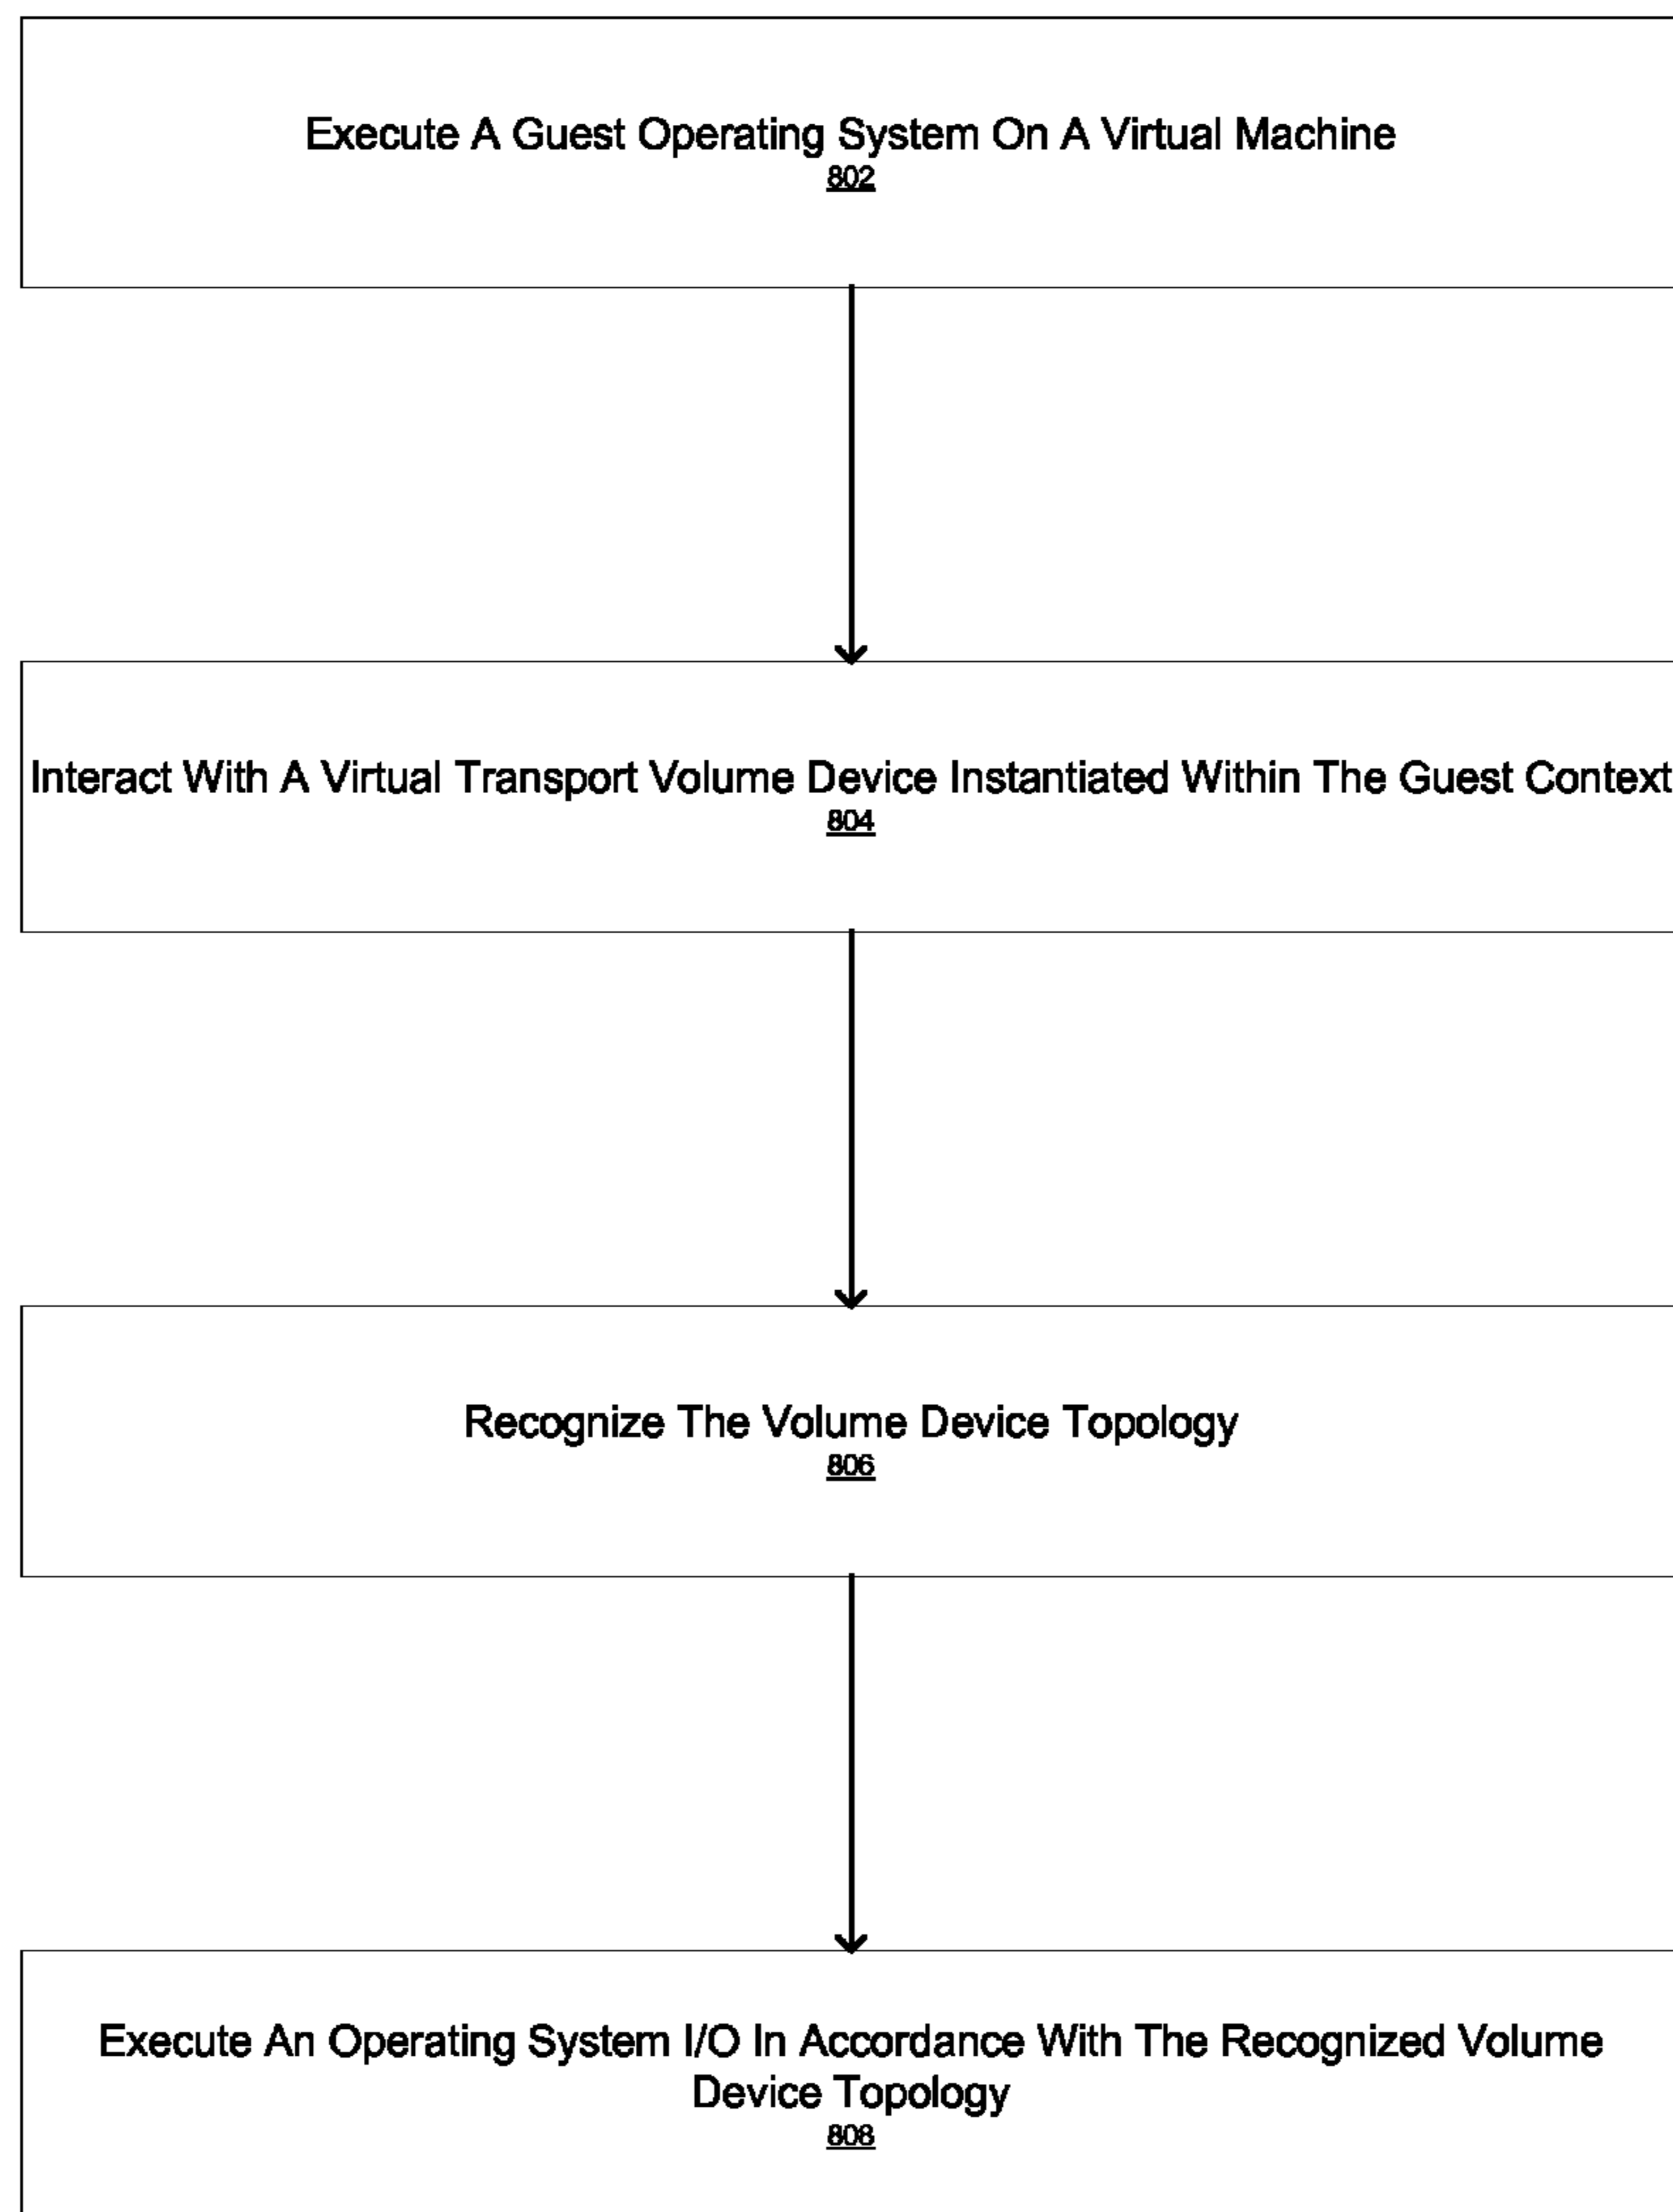 Execute A Guest Operating System On A Virtual Machine
802
Interact With A Virtual Transport Volume Device Instantiated Within The Guest Context
804
Recognize The Volume Device Topology
806
Execute An Operating System I/O In Accordance With The Recognized Volume
Device Topology
808